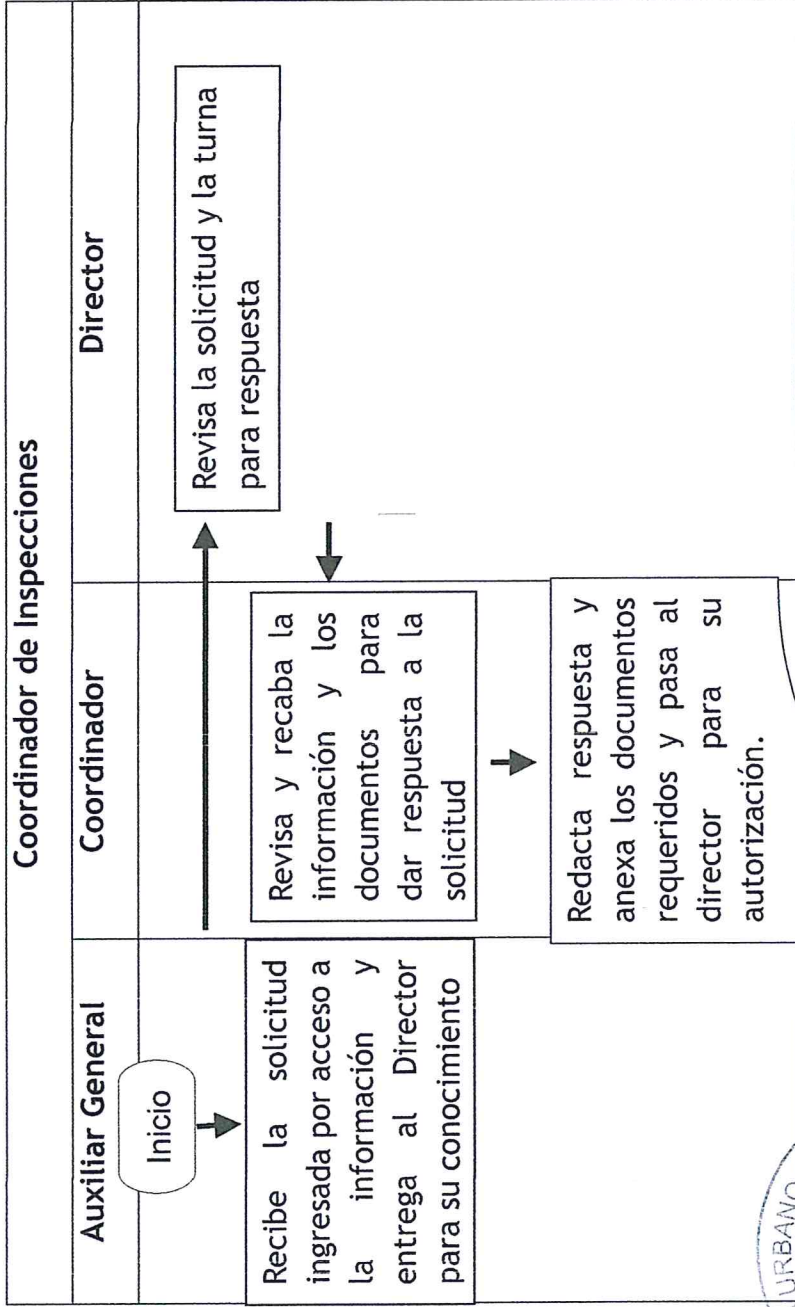 Coordinador de Inspecciones
Auxiliar General
Coordinador
Director
Inicio
Recibe la solicitud
ingresada por acceso a
la información y
entrega al Director
para su conocimiento
Revisa la solicitud y la turna
para respuesta
Revisa y recaba la
información y los
documentos para
dar respuesta a la
solicitud
Redacta respuesta y
anexa los documentos
requeridos y pasa al
director para su
autorización.
URBANO